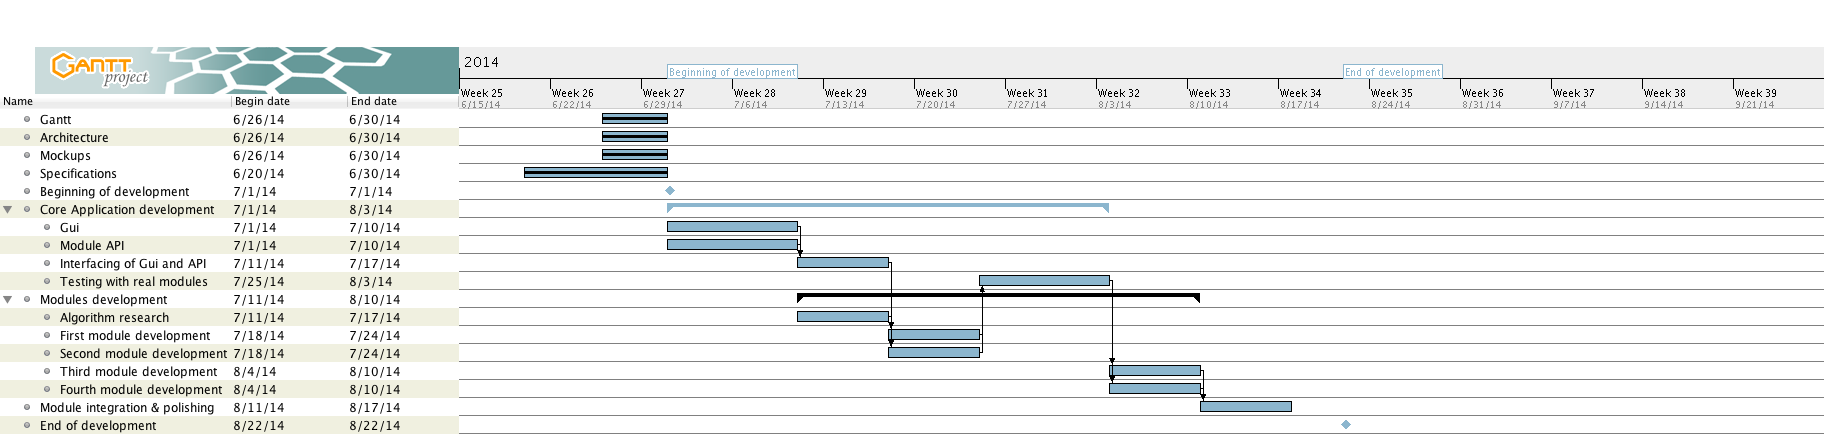 GANTT
project
2014
Beginning of development End of development
Week 25 Week 26 Week 27 Week 28 Week 29 Week 30 Week 31 Week 32 Week 33 Week 34 Week 35 Week 36 Week 37 Week 38 Week 39
6/15/14 6/22/14 6/29/14 7/6/14 7/13/14 7/20/14 7/27/14 8/3/14 8/10/14 8/17/14 8/24/14 8/31/14 9/7/14 9/14/14 9/21/14
Name Begin date End date
Gantt 6/26/14 6/30/14
Architecture 6/26/14 6/30/14
Mockups 6/26/14 6/30/14
Specifications 6/20/14 6/30/14
Beginning of development 7/1/14 7/1/14
Core Application development 7/1/14 8/3/14
Gui 7/1/14 7/10/14
Module API 7/1/14 7/10/14
Interfacing of Gui and API 7/11/14 7/17/14
Testing with real modules 7/25/14 8/3/14
Modules development 7/11/14 8/10/14
Algorithm research 7/11/14 7/17/14
First module development 7/18/14 7/24/14
Second module development 7/18/14 7/24/14
Third module development 8/4/14 8/10/14
Fourth module development 8/4/14 8/10/14
Module integration & polishing 8/11/14 8/17/14
End of development 8/22/14 8/22/14